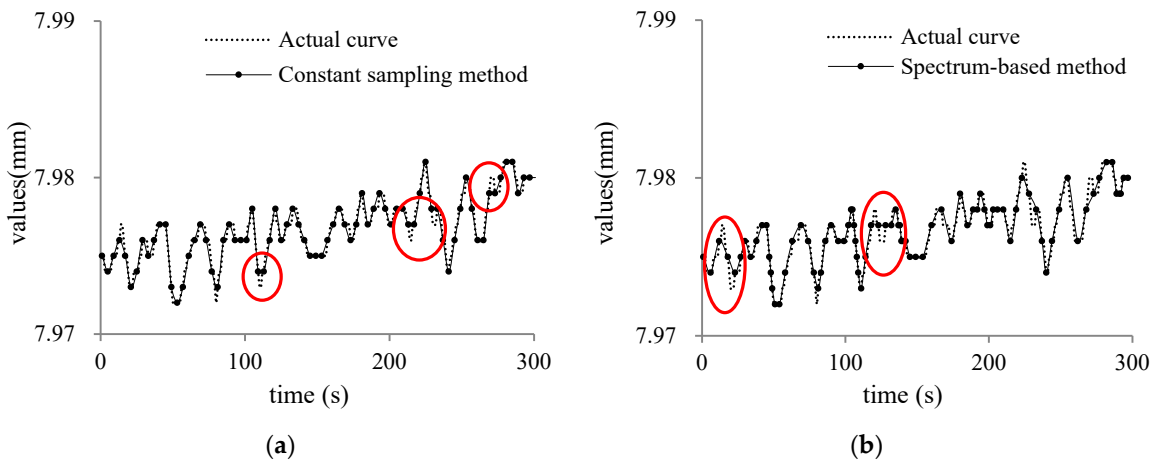 7.99
Actual curve
Constant sampling method
values(mm)
7.98
7.97
0
100
200
300
time (s)
(a)
7.99
Actual curve
Spectrum-based method
values(mm)
7.98
7.97
0
100
200
300
time (s)
(b)